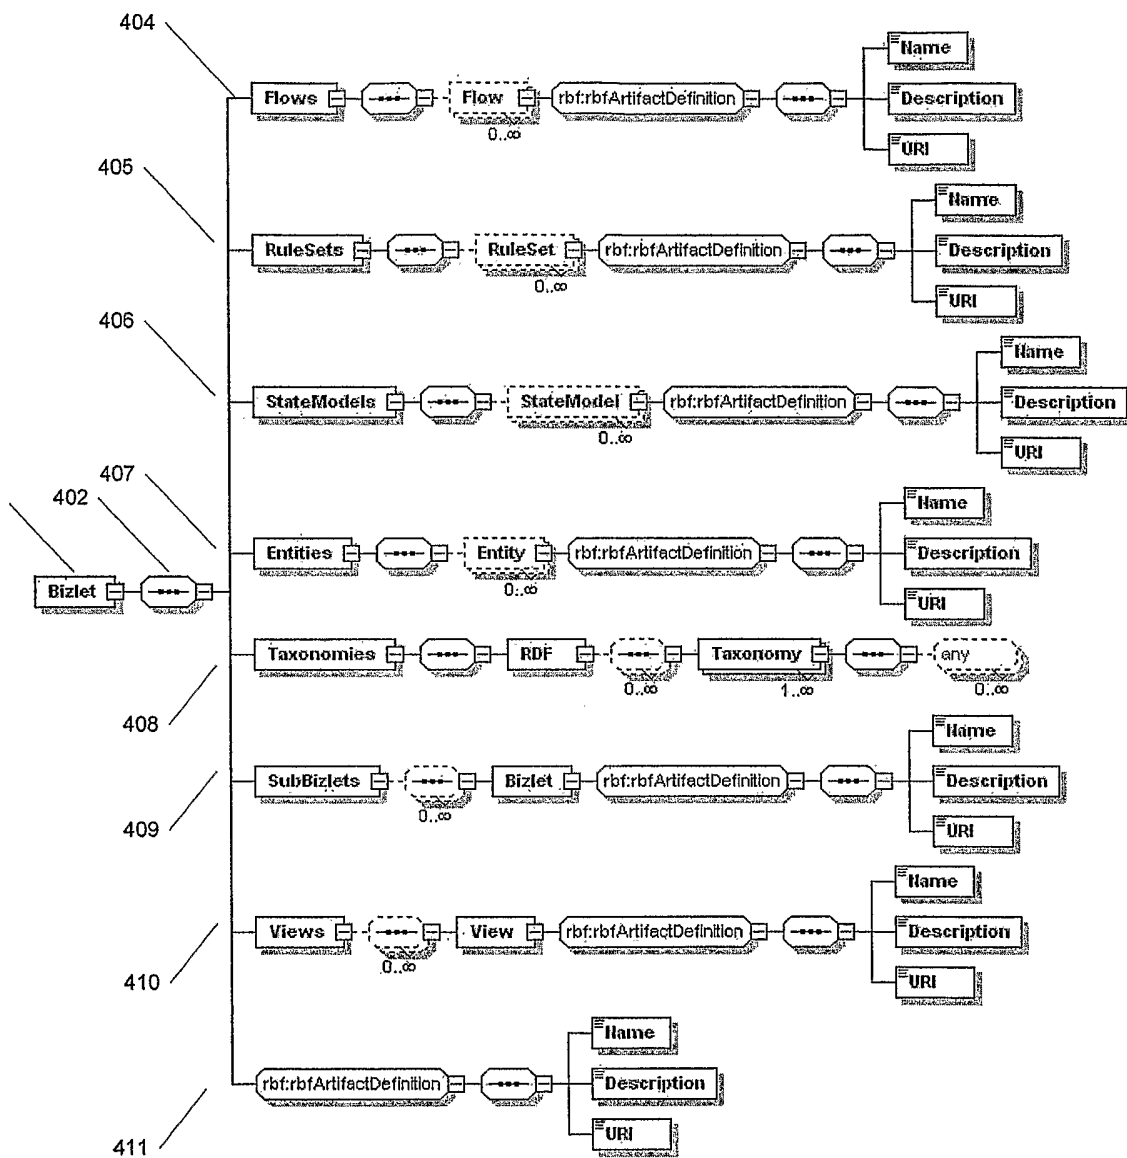 404
Name
Flows
Flow
rbf:rbfArtifactDefinition
Description
0..∞
URI
405
Name
RuleSets
RuleSet
rbf:rbfArtifactDefinition
Description
0..∞
URI
406
Name
StateModels
StateModel
rbf:rbfArtifactDefinition
Description
0..∞
URI
407
402
Name
Entities
Entity
rbf:rbfArtifactDefinition
Description
0..∞
URI
Bizlet
Taxonomies
RDF
0..∞
Taxonomy
1..∞
any
0..∞
408
Name
SubBizlets
0..∞
Bizlet
rbf:rbfArtifactDefinition
Description
URI
409
Name
Views
0..∞
View
rbf:rbfArtifactDefinition
Description
URI
410
Name
rbf:rbfArtifactDefinition
Description
URI
411